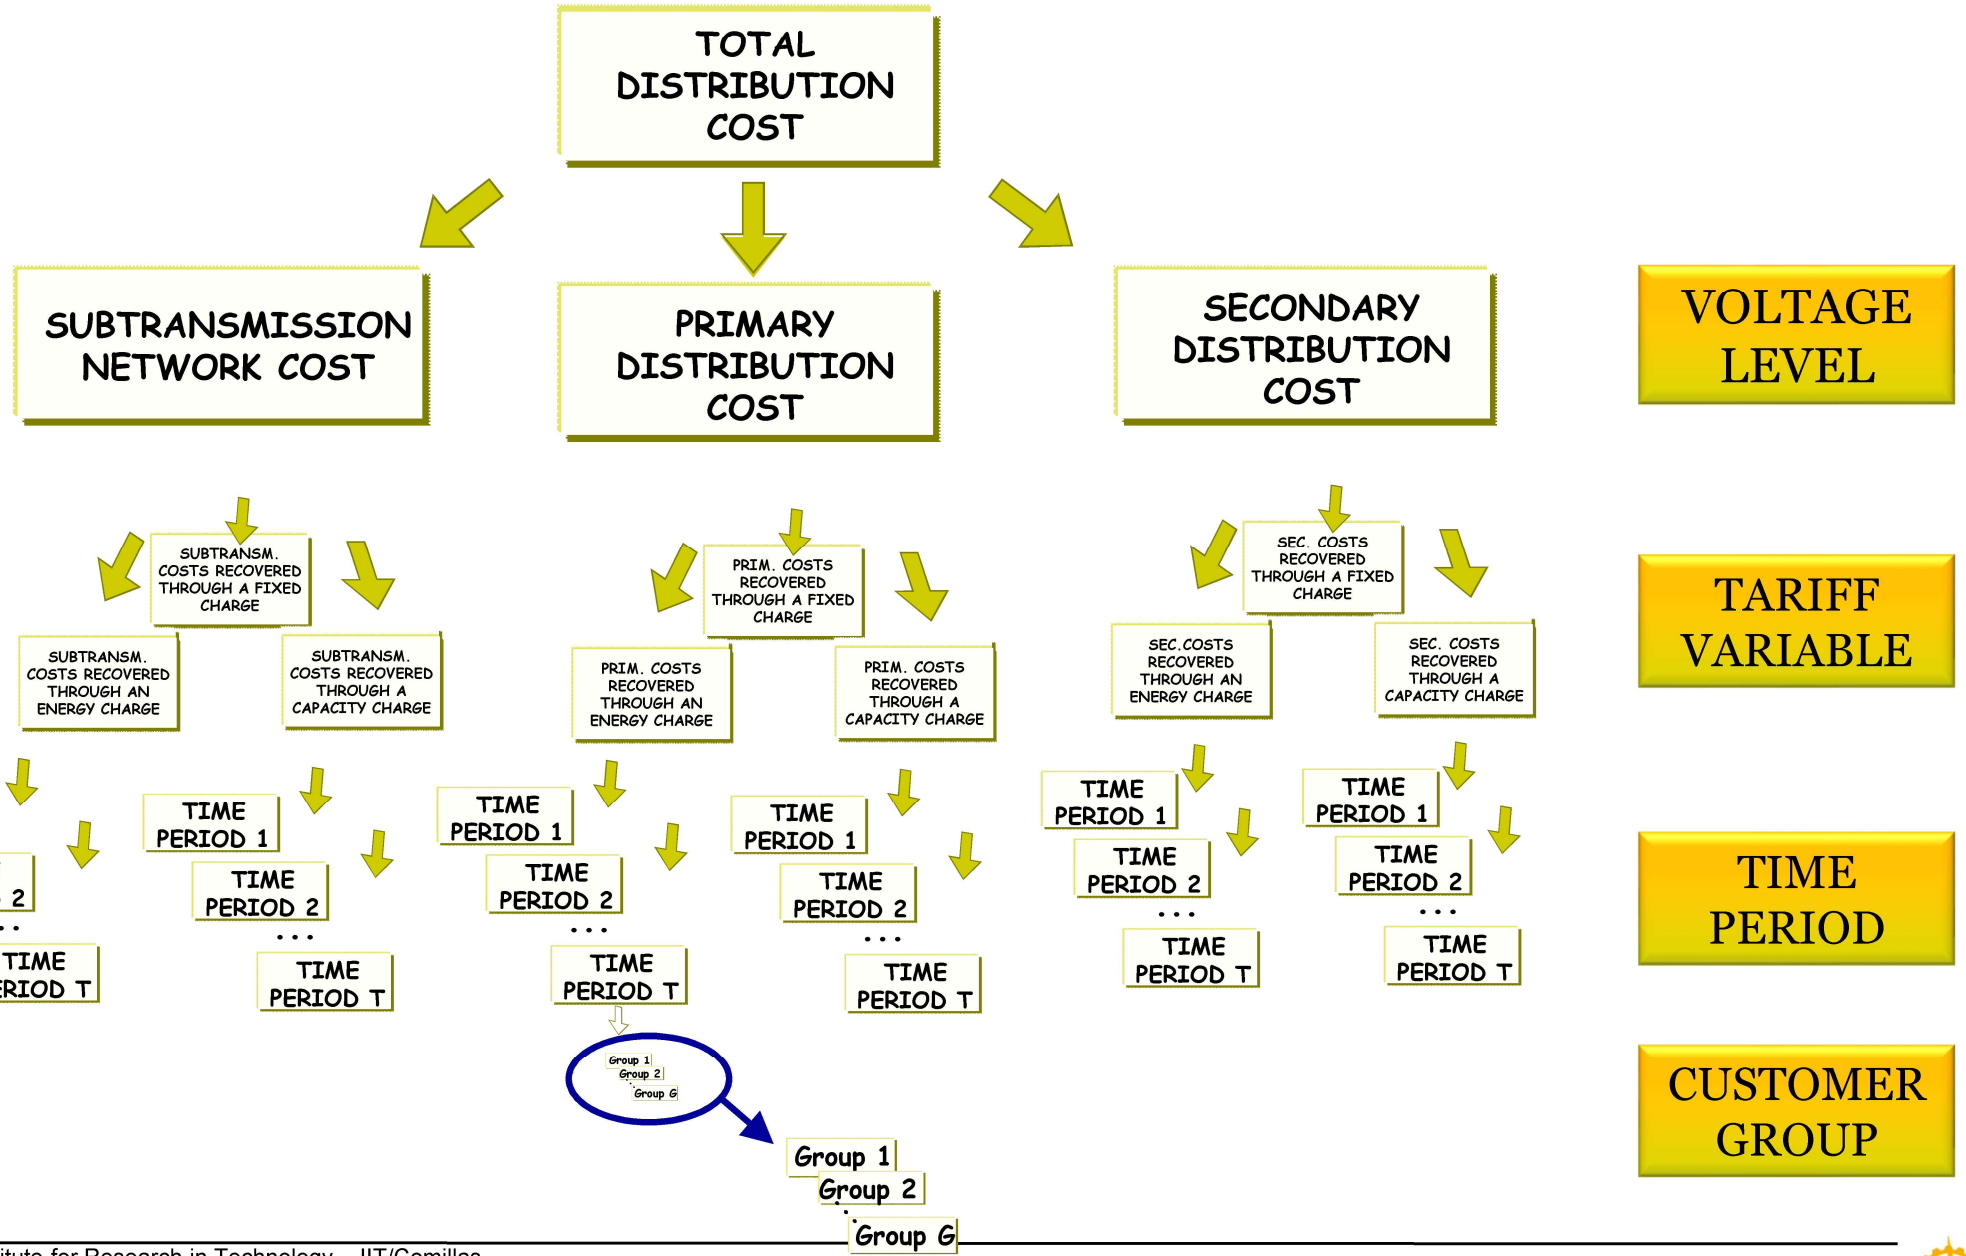 TOTAL
DISTRIBUTION
COST
SUBTRANSMISSION
NETWORK COST
PRIMARY
DISTRIBUTION
COST
SECONDARY
DISTRIBUTION
COST
VOLTAGE
LEVEL
SUBTRANSM.
COSTS RECOVERED
THROUGH A FIXED
CHARGE
SUBTRANSM.
COSTS RECOVERED
THROUGH AN
ENERGY CHARGE
SUBTRANSM.
COSTS RECOVERED
THROUGH A
CAPACITY CHARGE
PRIM. COSTS
RECOVERED
THROUGH A FIXED
CHARGE
PRIM. COSTS
RECOVERED
THROUGH AN
ENERGY CHARGE
PRIM. COSTS
RECOVERED
THROUGH A
CAPACITY CHARGE
SEC. COSTS
RECOVERED
THROUGH A FIXED
CHARGE
SEC.COSTS
RECOVERED
THROUGH AN
ENERGY CHARGE
SEC. COSTS
RECOVERED
THROUGH A
CAPACITY CHARGE
TARIFF
VARIABLE
2
..
TIME
ERIOD T
TIME
PERIOD 1
TIME
PERIOD 2
...
TIME
PERIOD T
TIME
PERIOD 1
TIME
PERIOD 2
...
TIME
PERIOD T
TIME
PERIOD 1
TIME
PERIOD 2
...
TIME
PERIOD T
TIME
PERIOD 1
TIME
PERIOD 2
...
TIME
PERIOD T
TIME
PERIOD 1
TIME
PERIOD 2
...
TIME
PERIOD T
TIME
PERIOD
Group 1
Group 2
...
Group G
Group 1
Group 2
...
Group G
CUSTOMER
GROUP